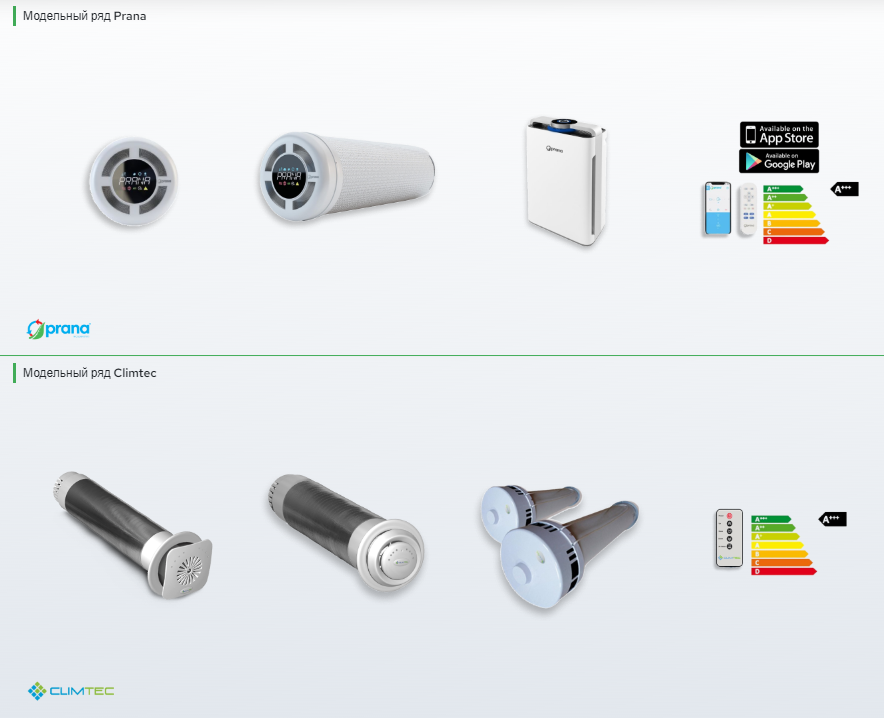 Модельный ряд Prana
PRANA
PRANA
prana
Available on the
App Store
Available on
Google Play
A+++
A++
A+
A
B
C
D
A+++
prana
Модельный ряд Climtec
A+++
A++
A+
A
B
C
D
A+++
CLIMTEC